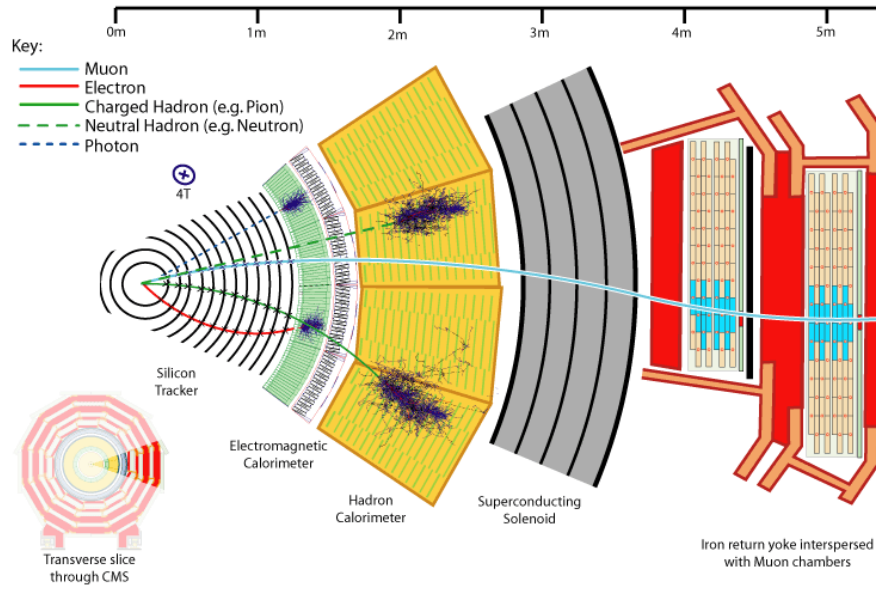 0m 1m 2m 3m 4m 5m
Key:
Muon
Electron
Charged Hadron (e.g. Pion)
Neutral Hadron (e.g. Neutron)
Photon
4T
Silicon
Tracker
Electromagnetic
Calorimeter
Hadron
Calorimeter
Superconducting
Solenoid
Iron return yoke interspersed
with Muon chambers
Transverse slice
through CMS